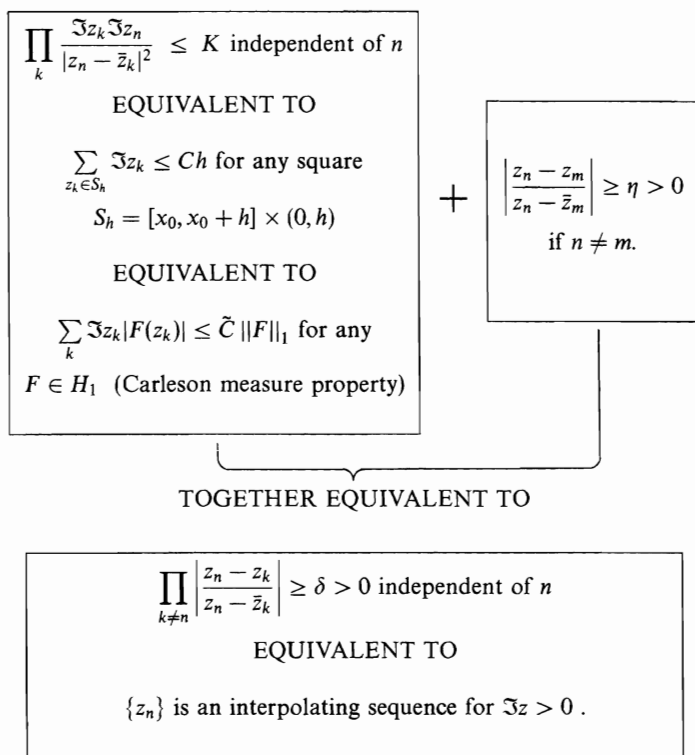 ∏_k ℑz_kℑz_n / |z_n − z̄_k|² ≤ K independent of n
EQUIVALENT TO
∑_{z_k∈S_h} ℑz_k ≤ Ch for any square
S_h = [x_0, x_0 + h] × (0, h)
EQUIVALENT TO
∑_k ℑz_k|F(z_k)| ≤ C̃ ||F||_1 for any
F ∈ H_1 (Carleson measure property)
+
|(z_n − z_m) / (z_n − z̄_m)| ≥ η > 0
if n ≠ m.
TOGETHER EQUIVALENT TO
∏_{k≠n} |(z_n − z_k) / (z_n − z̄_k)| ≥ δ > 0 independent of n
EQUIVALENT TO
{z_n} is an interpolating sequence for ℑz > 0 .